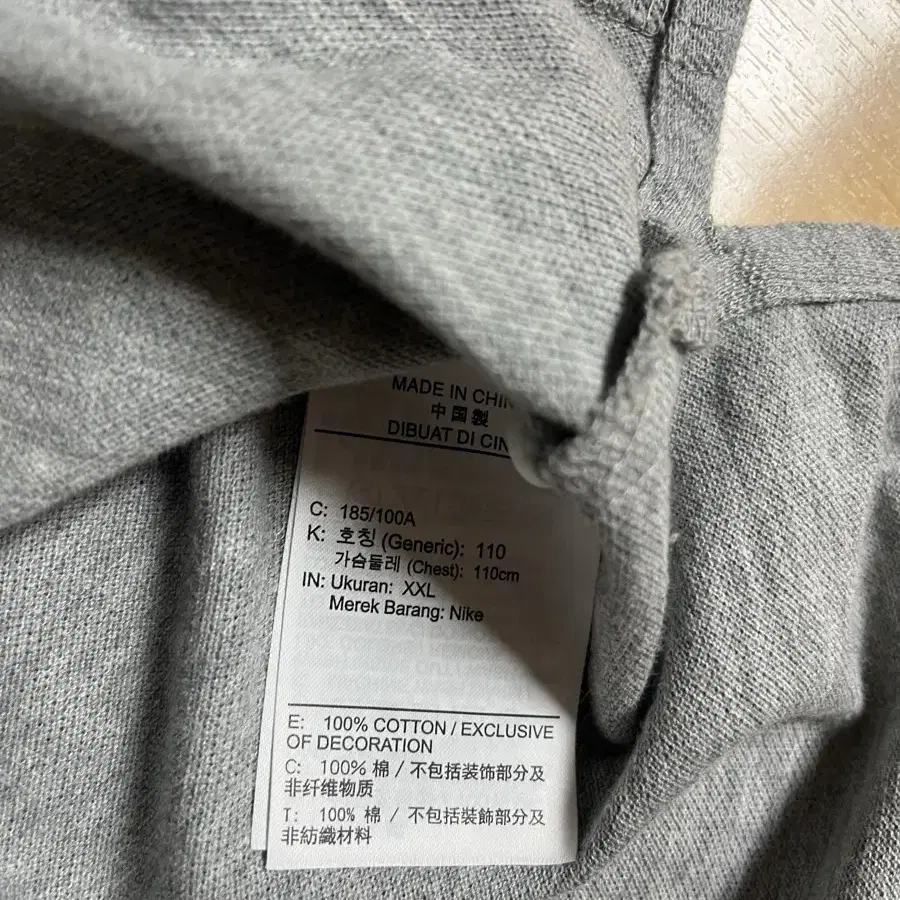 MADE IN CHIN
中国製
DIBUAT DI CIN
C: 185/100A
K: 호칭 (Generic): 110
가슴둘레 (Chest): 110cm
IN: Ukuran: XXL
Merek Barang: Nike
E: 100% COTTON / EXCLUSIVE
OF DECORATION
C: 100% 棉 / 不包括装饰部分及
非纤维物质
T: 100% 棉 / 不包括裝飾部分及
非紡織材料